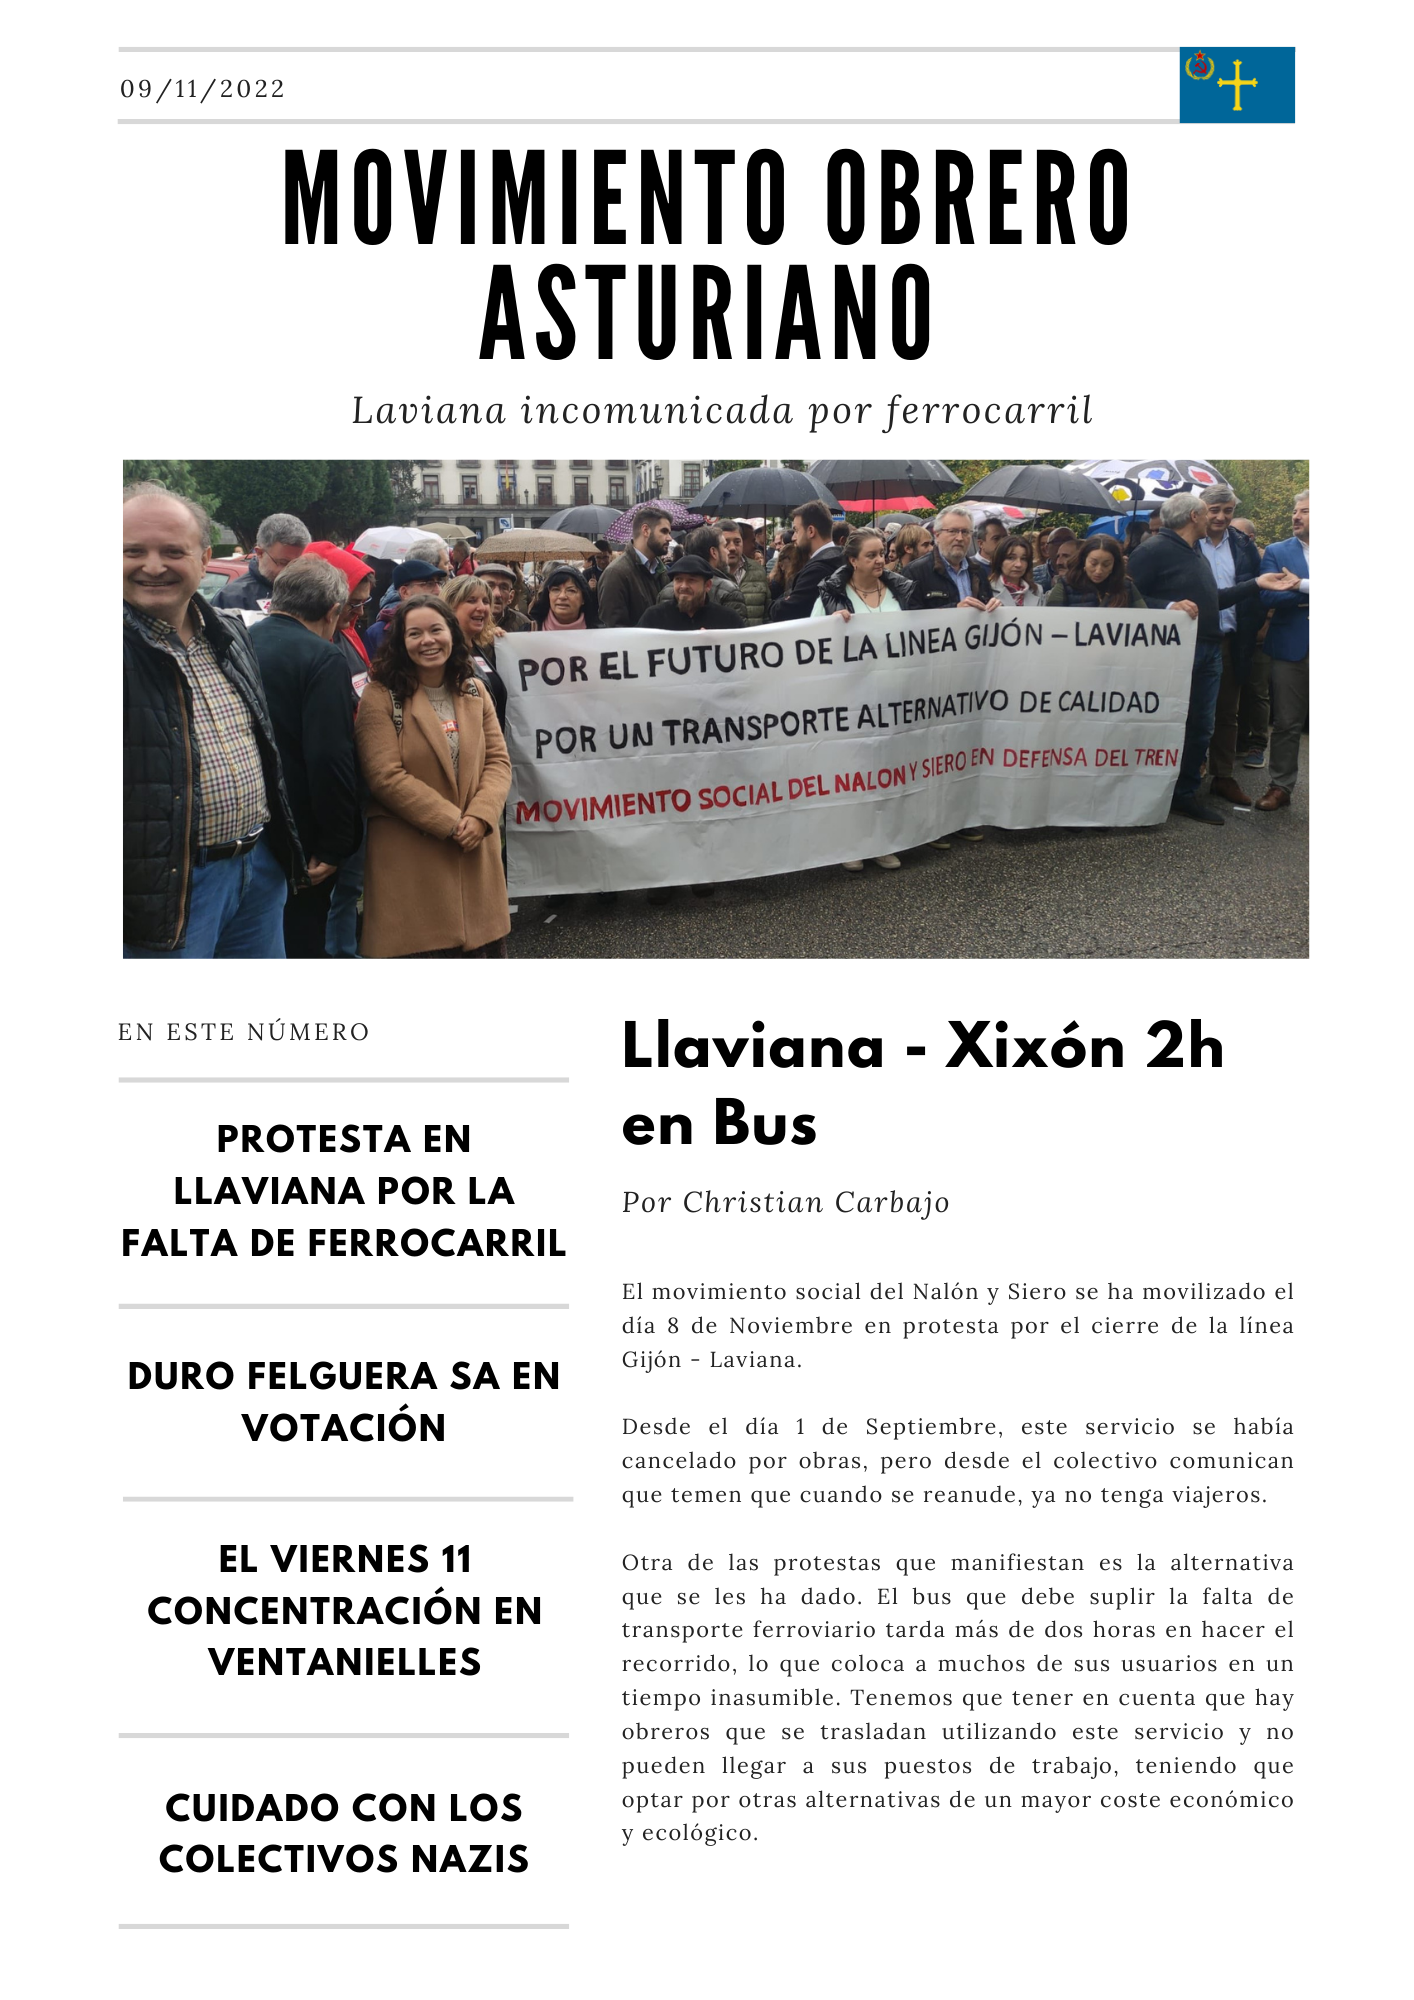 09/11/2022
MOVIMIENTO OBRERO
ASTURIANO
Laviana incomunicada por ferrocarril
POR EL FUTURO DE LA LINEA GIJÓN – LAVIANA
POR UN TRANSPORTE ALTERNATIVO DE CALIDAD
MOVIMIENTO SOCIAL DEL NALON Y SIERO EN DEFENSA DEL TREN
EN ESTE NÚMERO
PROTESTA EN
LLAVIANA POR LA
FALTA DE FERROCARRIL
DURO FELGUERA SA EN
VOTACIÓN
EL VIERNES 11
CONCENTRACIÓN EN
VENTANIELLES
CUIDADO CON LOS
COLECTIVOS NAZIS
Llaviana - Xixón 2h
en Bus
Por Christian Carbajo
El movimiento social del Nalón y Siero se ha movilizado el
día 8 de Noviembre en protesta por el cierre de la línea
Gijón - Laviana.
Desde el día 1 de Septiembre, este servicio se había
cancelado por obras, pero desde el colectivo comunican
que temen que cuando se reanude, ya no tenga viajeros.
Otra de las protestas que manifiestan es la alternativa
que se les ha dado. El bus que debe suplir la falta de
transporte ferroviario tarda más de dos horas en hacer el
recorrido, lo que coloca a muchos de sus usuarios en un
tiempo inasumible. Tenemos que tener en cuenta que hay
obreros que se trasladan utilizando este servicio y no
pueden llegar a sus puestos de trabajo, teniendo que
optar por otras alternativas de un mayor coste económico
y ecológico.